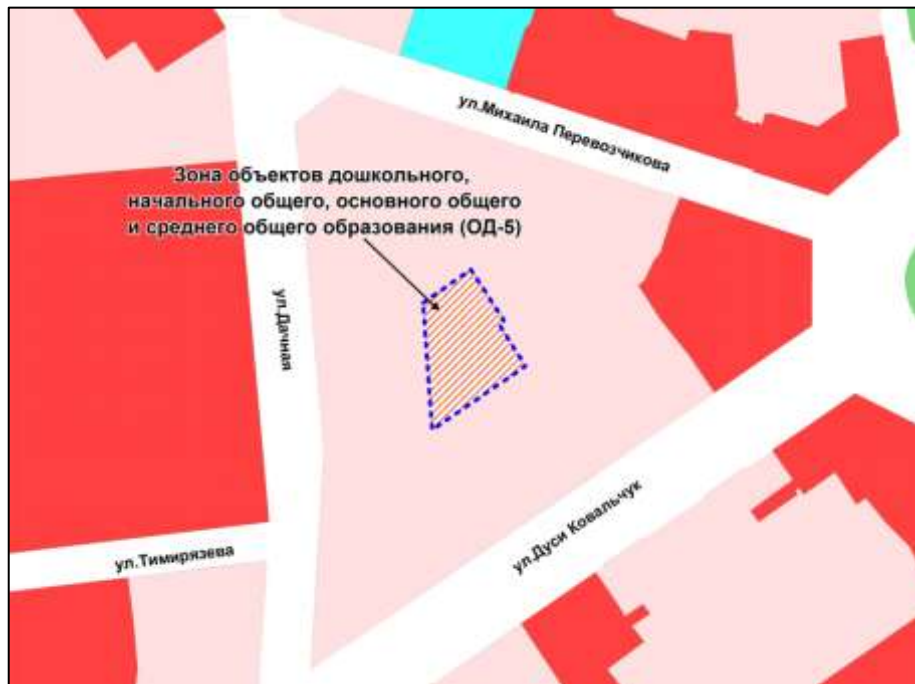 ул.Михаила Перевозчикова
Зона объектов дошкольного,
начального общего, основного общего
и среднего общего образования (ОД-5)
ул.Дачная
ул.Дуси Ковальчук
ул.Тимирязева